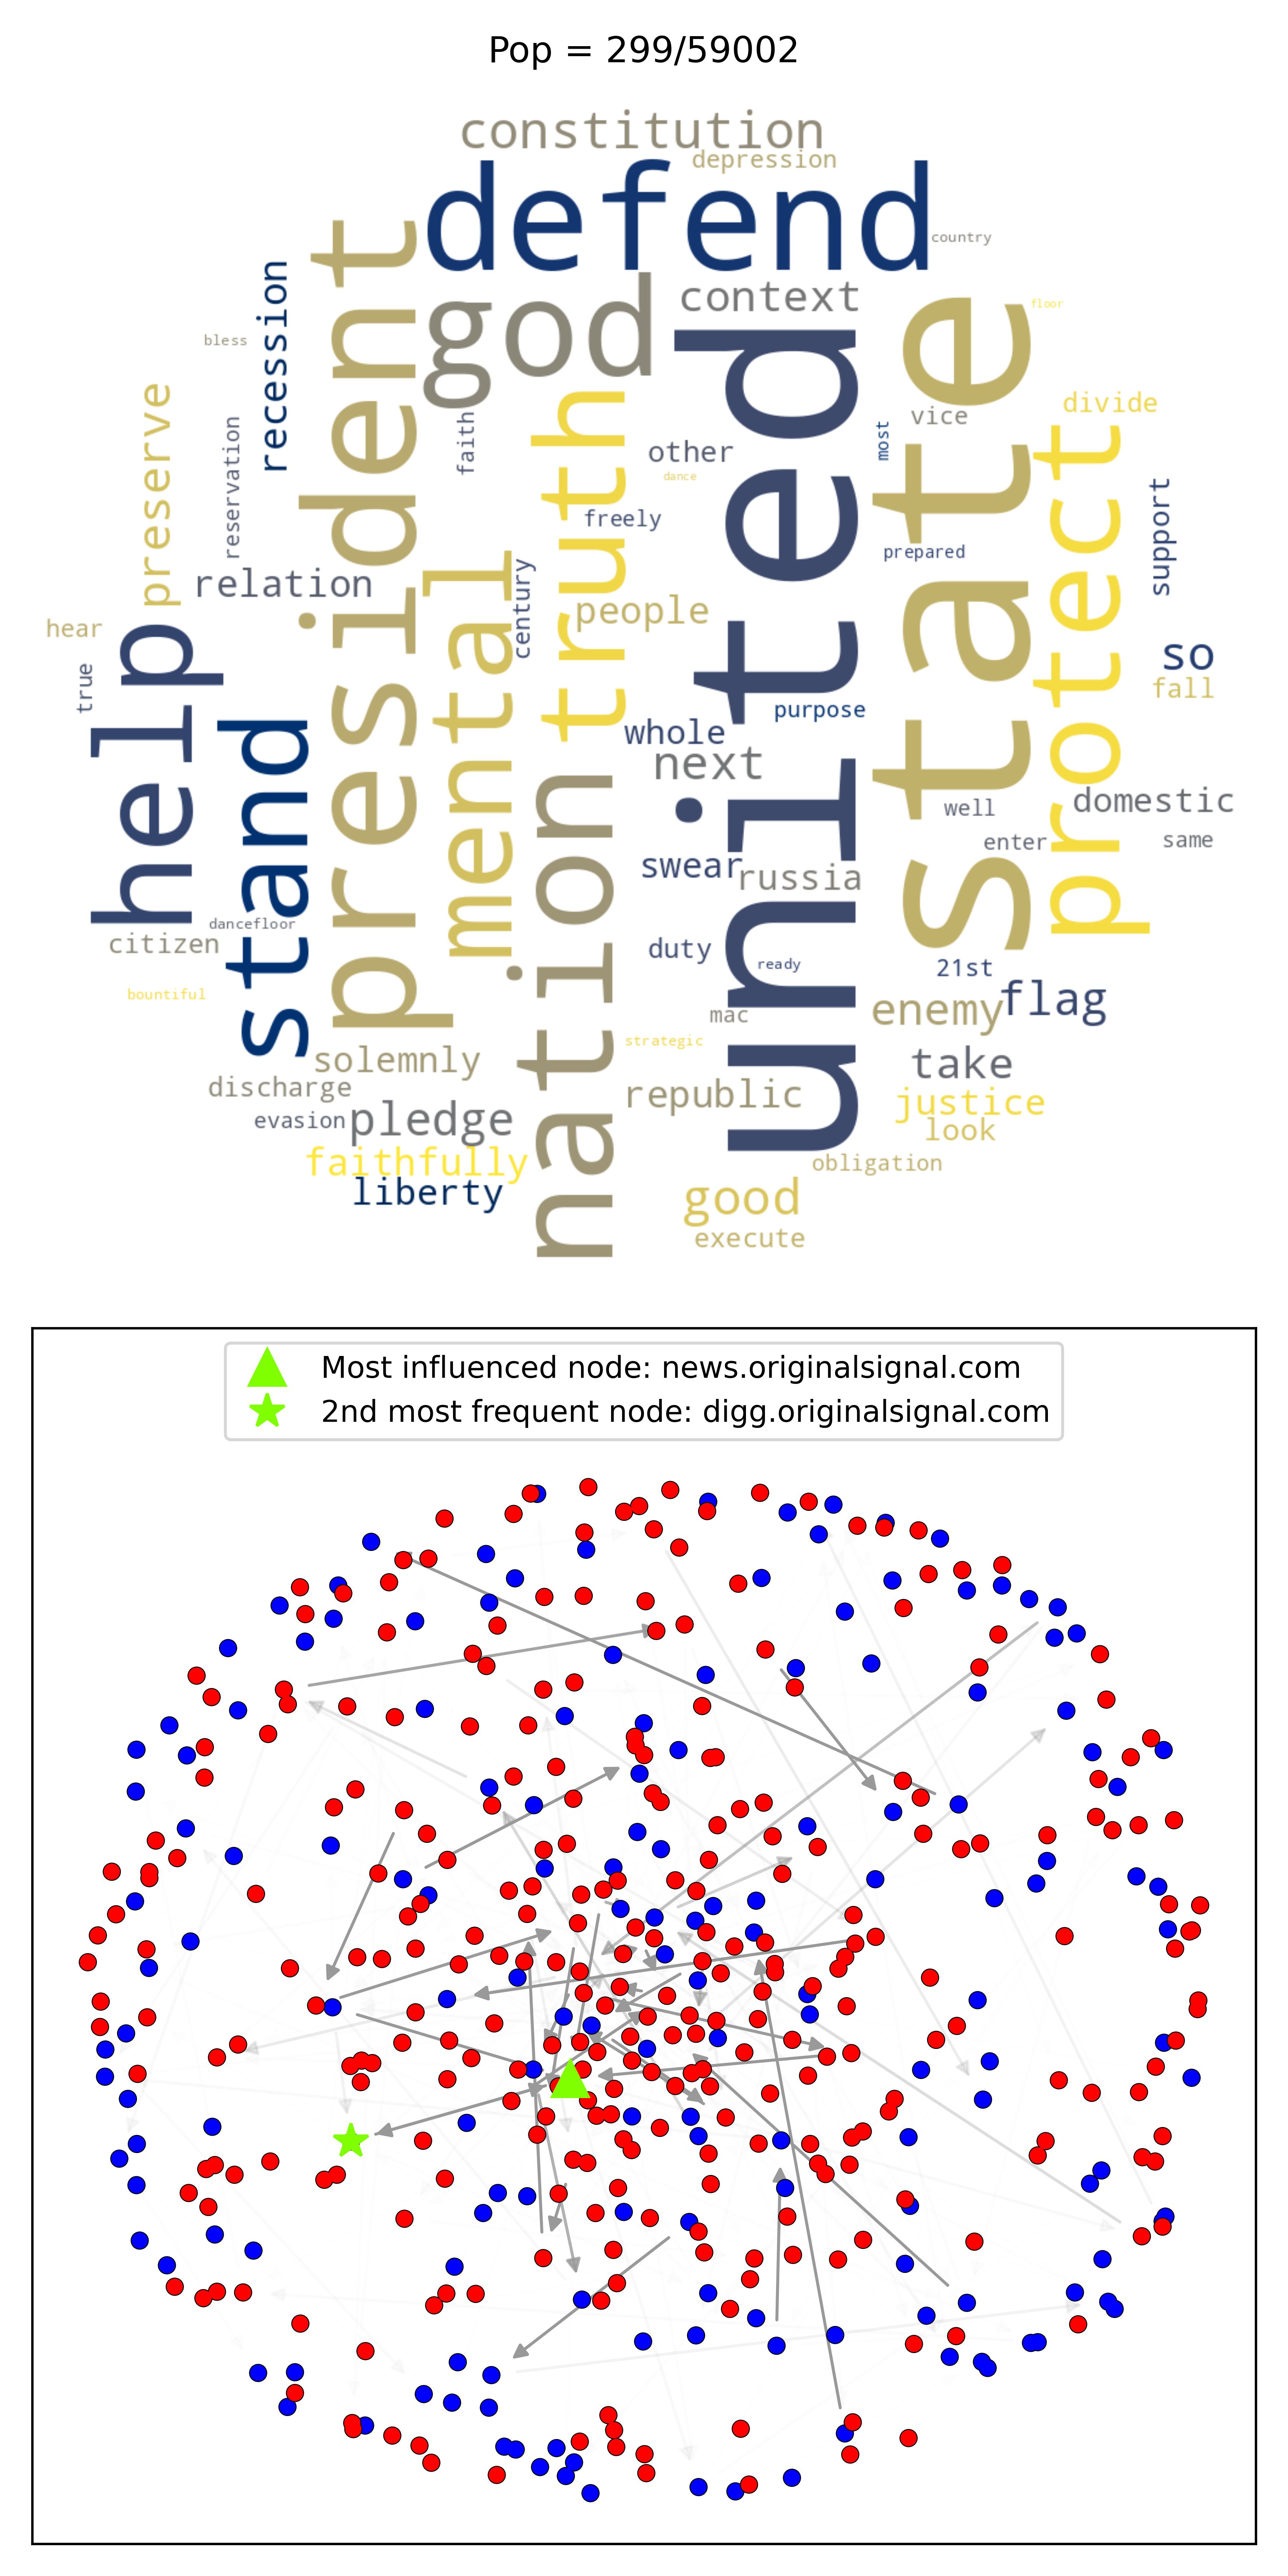 Pop = 299/59002
constitution
depression
defend
country
god
context
state
floor
president
recession
bless
united
preserve
truth
divide
vice
faith
reservation
most
other
protect
dance
support
freely
prepared
mental
century
relation
people
help
hear
so
true
fall
purpose
stand
whole
next
nation
domestic
well
enter
same
swear
russia
dancefloor
citizen
duty
ready
21st
bountiful
flag
enemy
mac
strategic
solemnly
take
discharge
republic
justice
evasion
pledge
look
faithfully
obligation
liberty
good
execute
Most influenced node: news.originalsignal.com
2nd most frequent node: digg.originalsignal.com